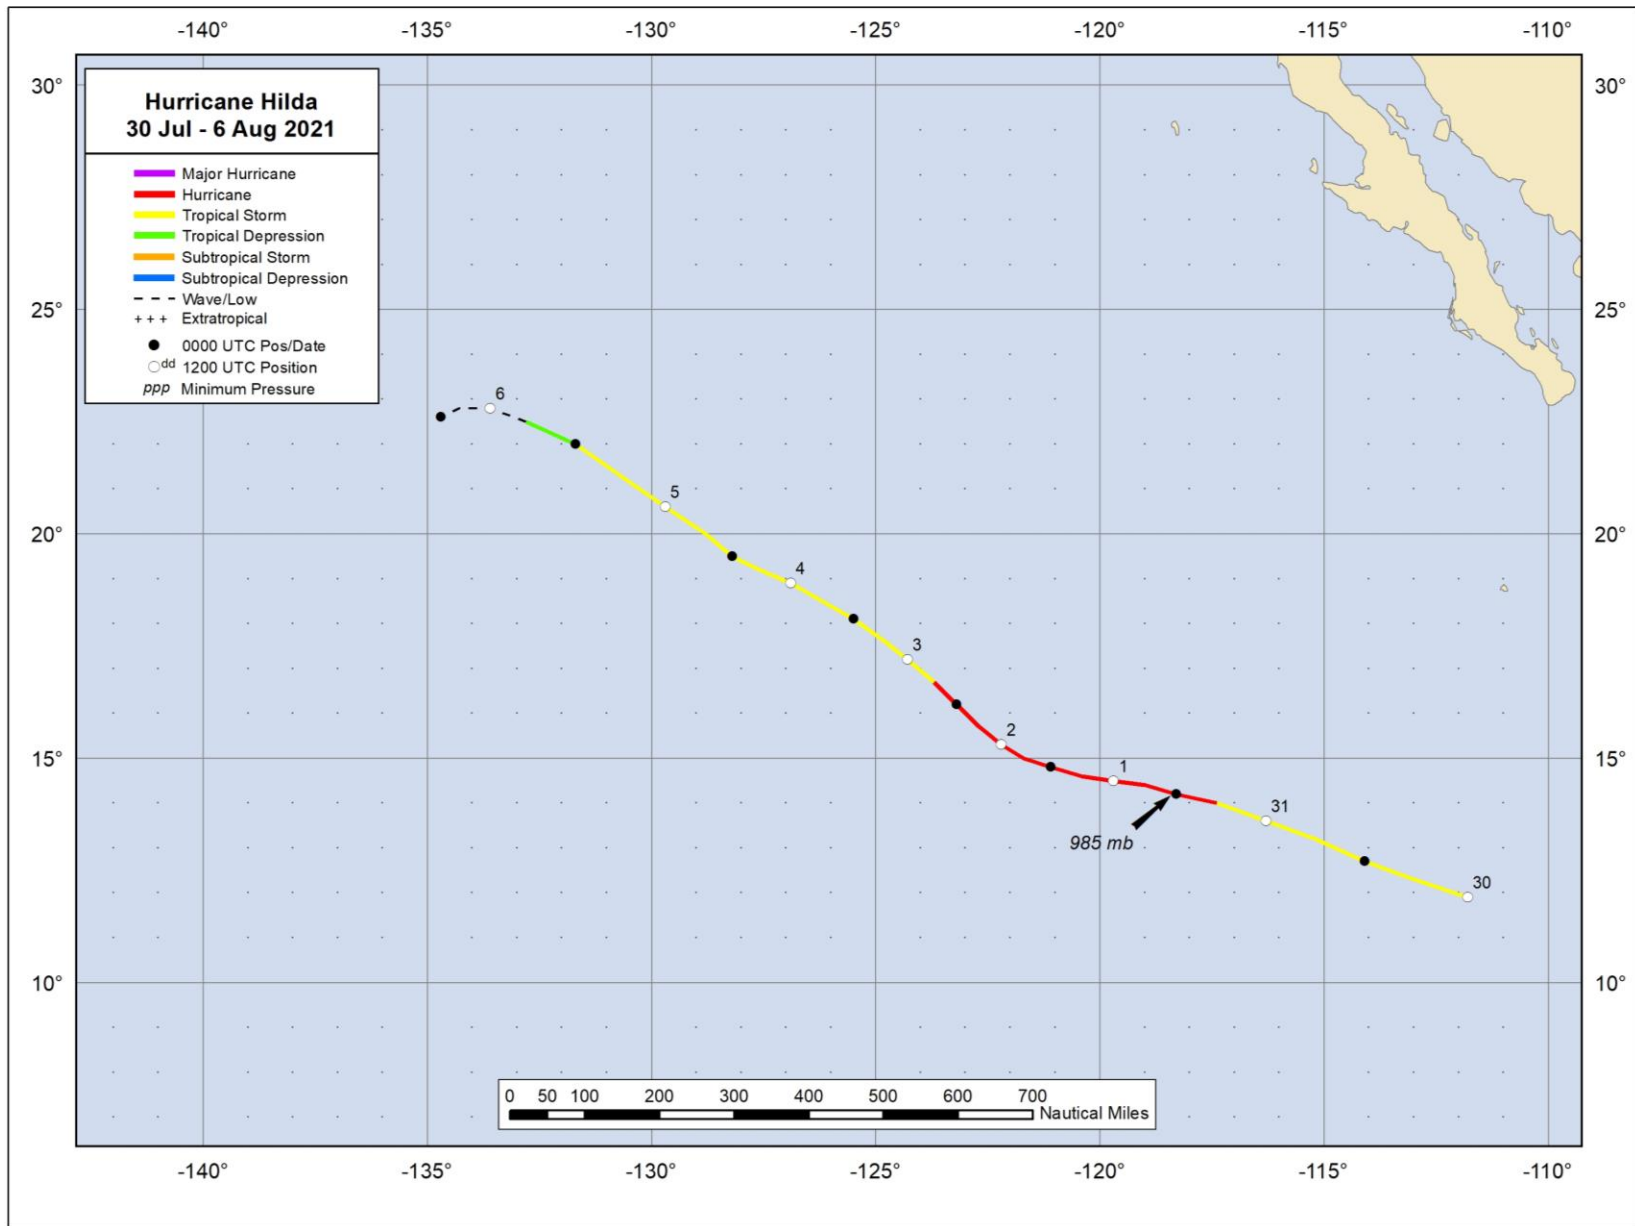 -140° -135° -130° -125° -120° -115° -110°
30° 30°
Hurricane Hilda
30 Jul - 6 Aug 2021
Major Hurricane
Hurricane
Tropical Storm
Tropical Depression
Subtropical Storm
Subtropical Depression
Wave/Low
+++ Extratropical
0000 UTC Pos/Date
dd 1200 UTC Position
ppp Minimum Pressure
25° 25°
6
5
20° 20°
4
3
2
15° 15°
1
31
985 mb
30
10° 10°
0 50 100 200 300 400 500 600 700
Nautical Miles
-140° -135° -130° -125° -120° -115° -110°